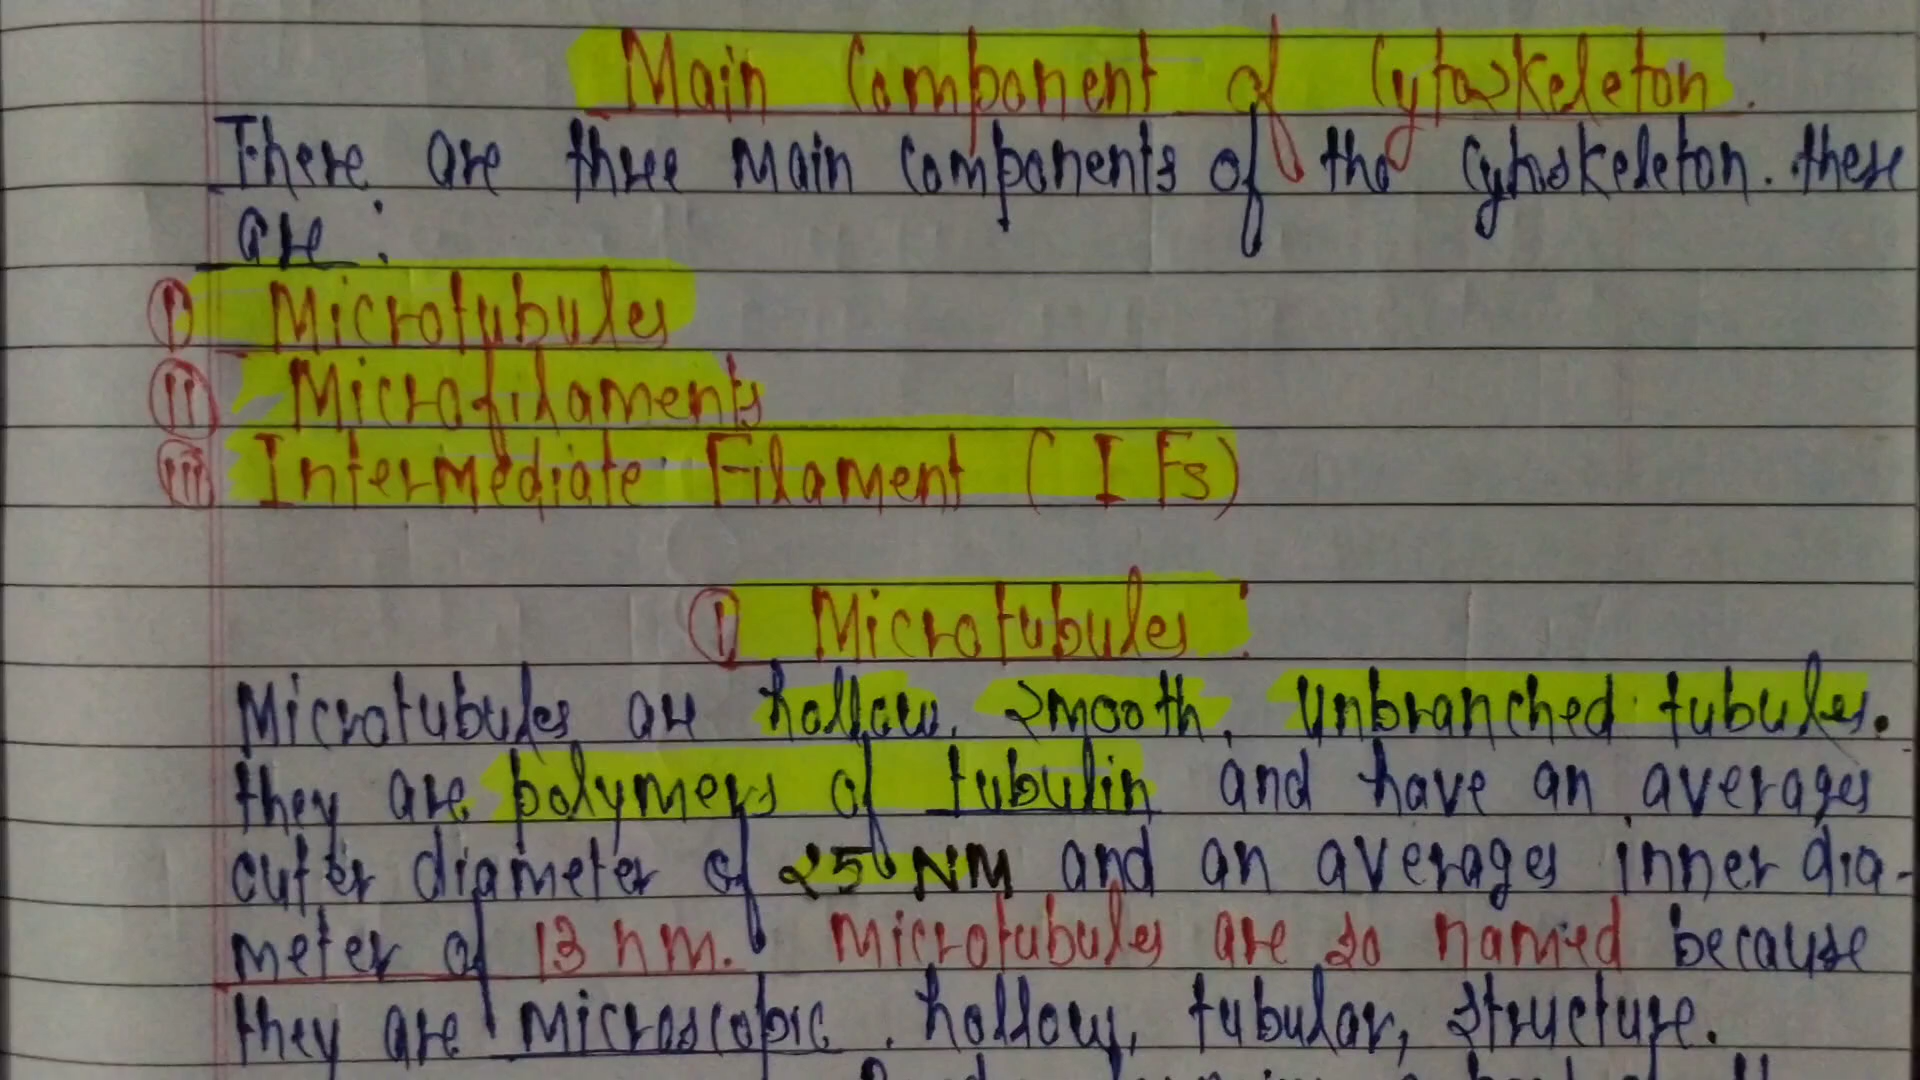 Main Component of Cytoskeleton.
There are three main components of the cytoskeleton. these
are :
(i) Microtubules
(ii) Microfilaments
(iii) Intermediate Filament (IFs)
(i) Microtubules :
Microtubules are hollow, smooth, unbranched tubules.
they are polymers of tubulin and have an averages
outer diameter of 25 NM and an averages inner dia-
meter of 13 nm. Microtubules are so named because
they are microscopic, hollow, tubular, structure.